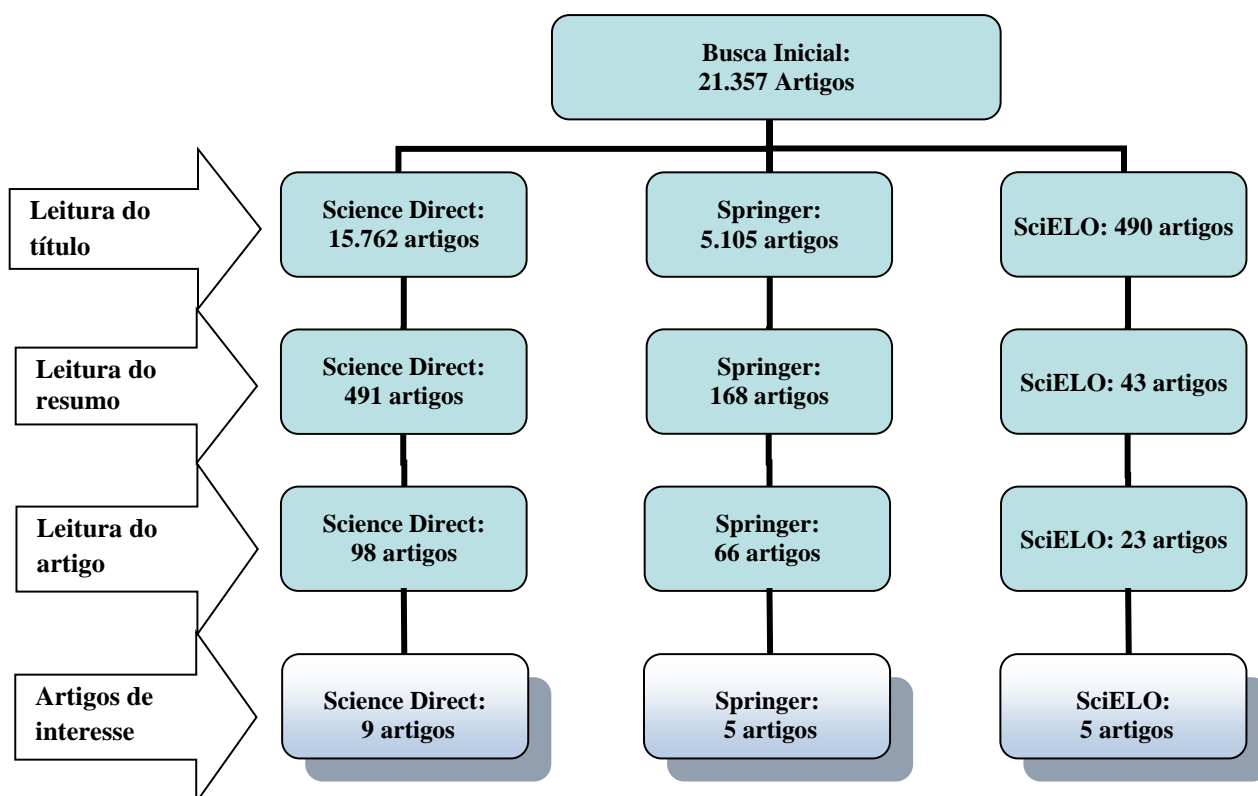 Busca Inicial:
21.357 Artigos
Leitura do
título
Science Direct:
15.762 artigos
Springer:
5.105 artigos
SciELO: 490 artigos
Leitura do
resumo
Science Direct:
491 artigos
Springer:
168 artigos
SciELO: 43 artigos
Leitura do
artigo
Science Direct:
98 artigos
Springer:
66 artigos
SciELO: 23 artigos
Artigos de
interesse
Science Direct:
9 artigos
Springer:
5 artigos
SciELO:
5 artigos